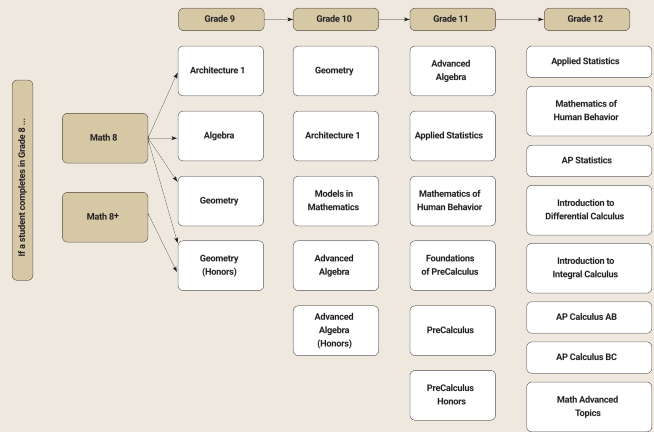 Grade 9
Grade 10
Grade 11
Grade 12
If a student completes in Grade 8 ...
Math 8
Math 8+
Architecture 1
Algebra
Geometry
Geometry
(Honors)
Geometry
Architecture 1
Models in
Mathematics
Advanced
Algebra
Advanced
Algebra
(Honors)
Advanced
Algebra
Applied Statistics
Mathematics of
Human Behavior
Foundations
of PreCalculus
PreCalculus
PreCalculus
Honors
Applied Statistics
Mathematics of
Human Behavior
AP Statistics
Introduction to
Differential Calculus
Introduction to
Integral Calculus
AP Calculus AB
AP Calculus BC
Math Advanced
Topics